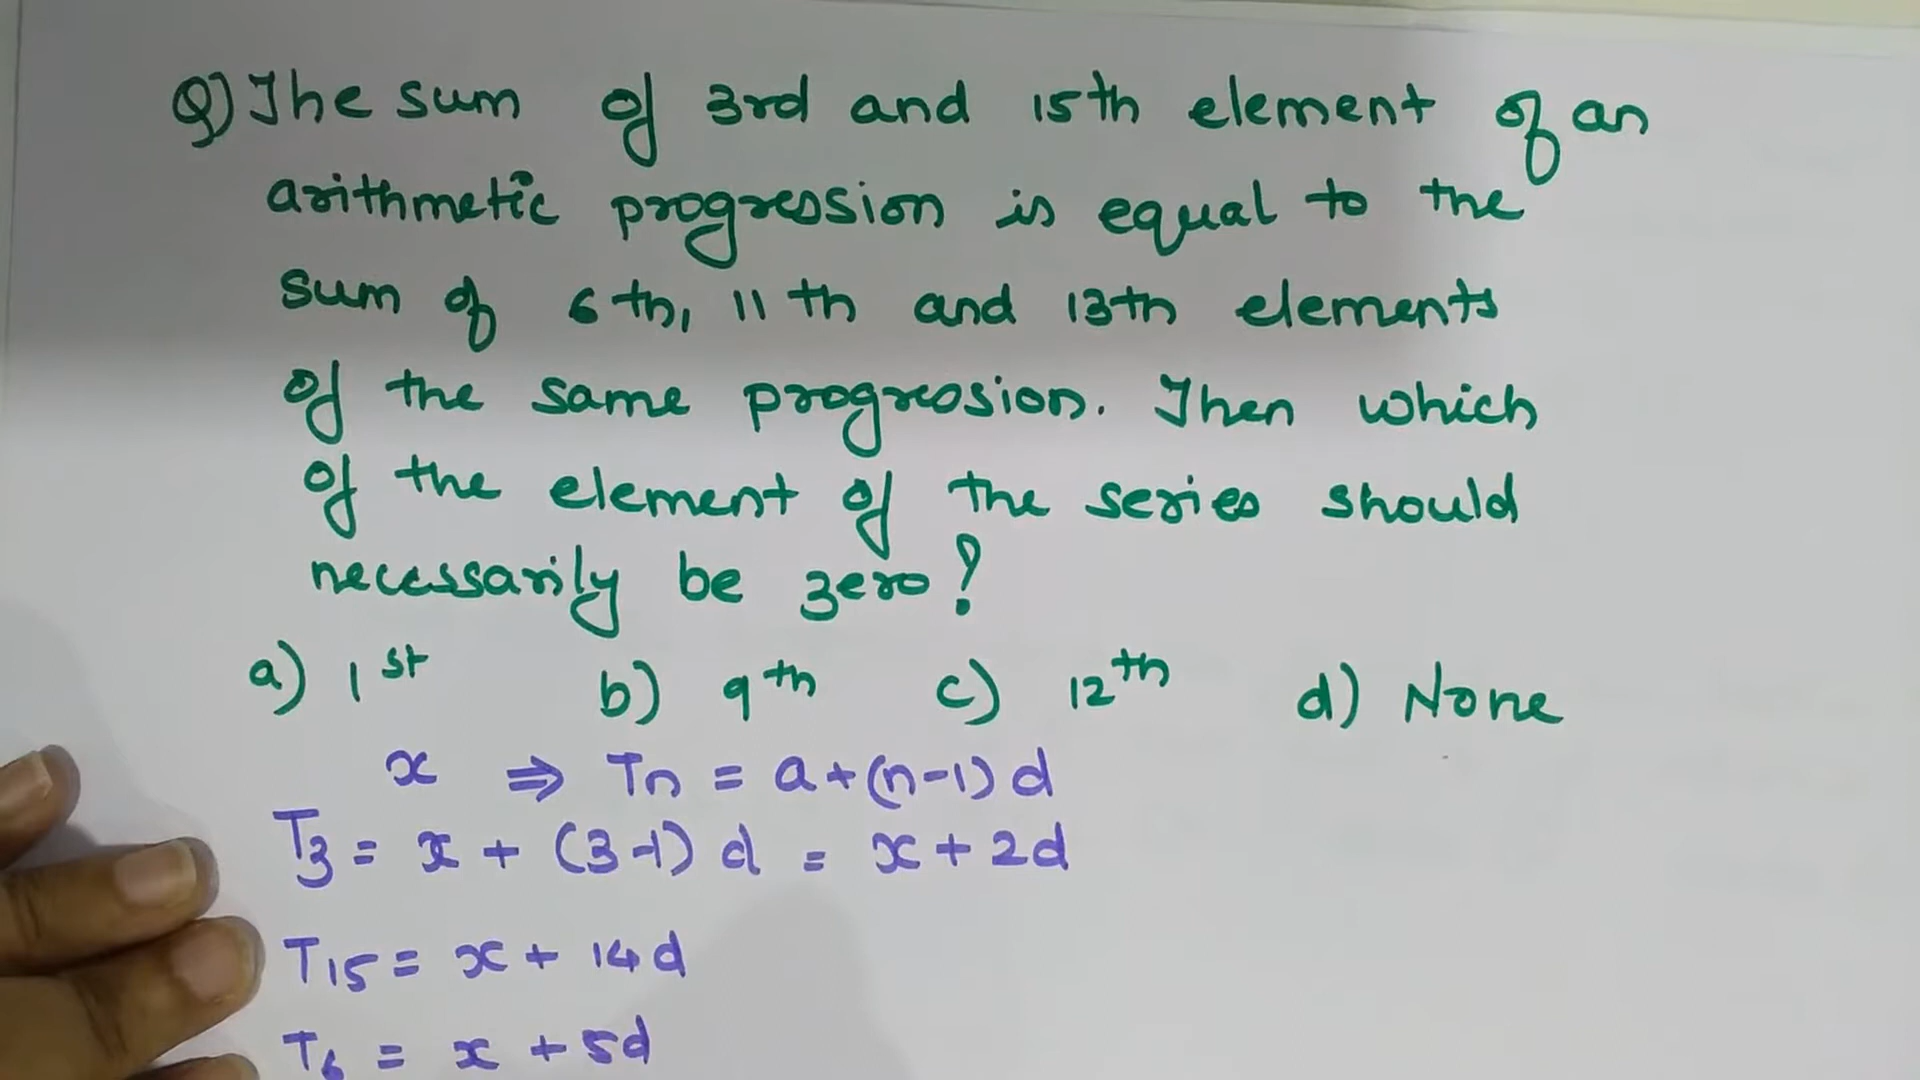 Q) The sum of 3rd and 15th element of an
arithmetic progression is equal to the
sum of 6th, 11th and 13th elements
of the same progression. Then which
of the element of the series should
necessarily be zero?
a) 1st b) 9th c) 12th d) None
x ⇒ Tn = a+(n-1)d
T3 = x + (3-1)d = x+2d
T15 = x + 14d
T6 = x + 5d